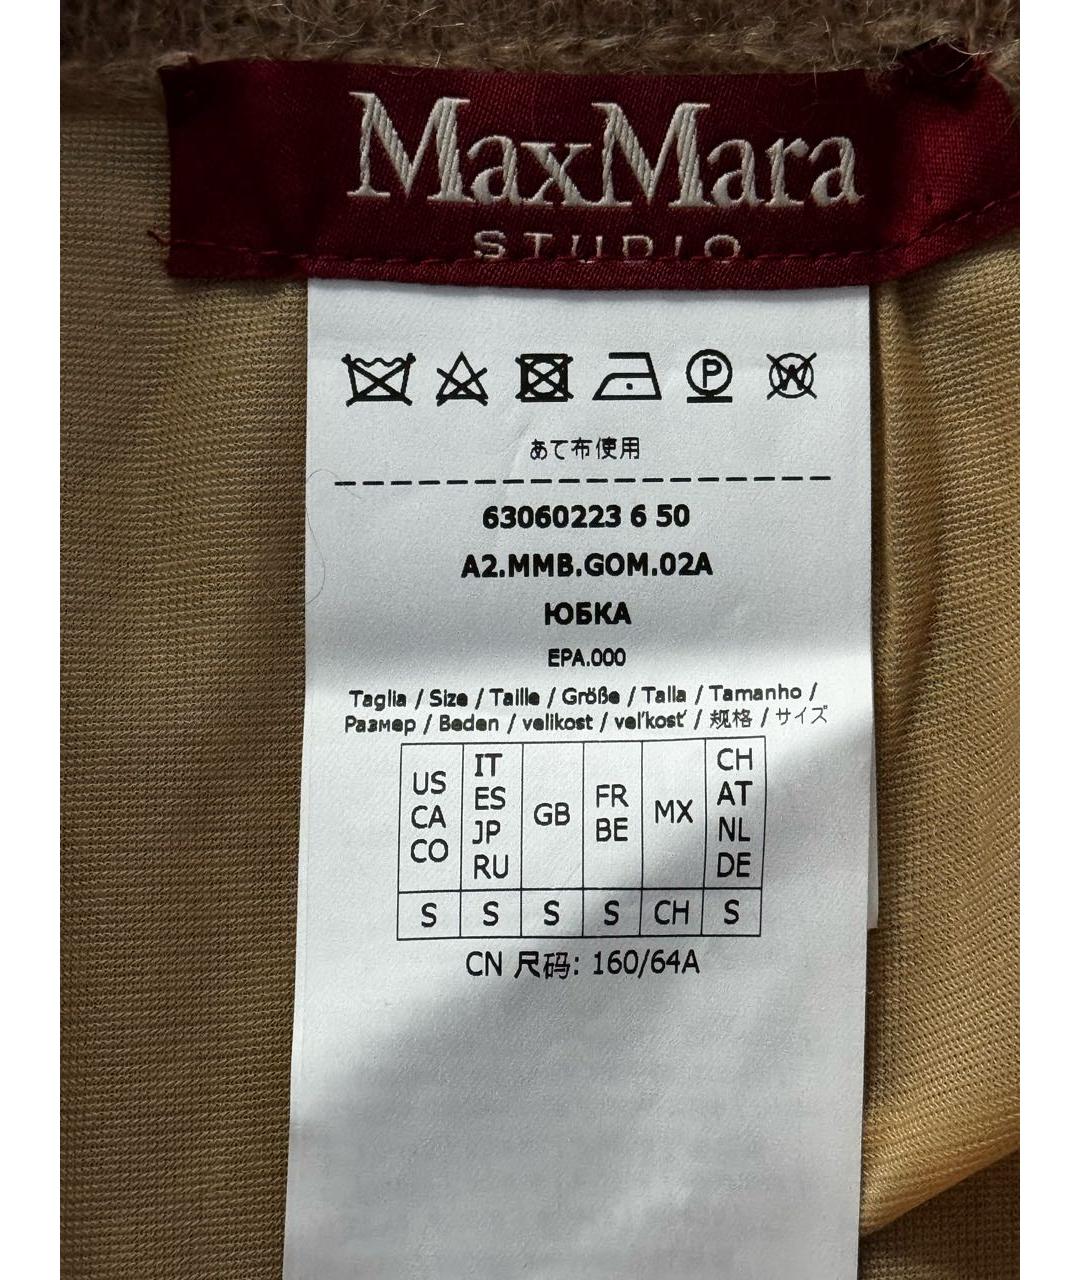 MaxMara
STUDIO
P W
あて布使用
63060223 6 50
A2.MMB.GOM.02A
ЮБКА
EPA.000
Taglia / Size / Taille / Größe / Talla / Tamanho /
Размер / Beden / velikost / veľkosť / 规格 / サイズ
US CA CO IT ES JP RU GB FR BE MX CH AT NL DE
S S S S CH S
CN 尺码: 160/64A